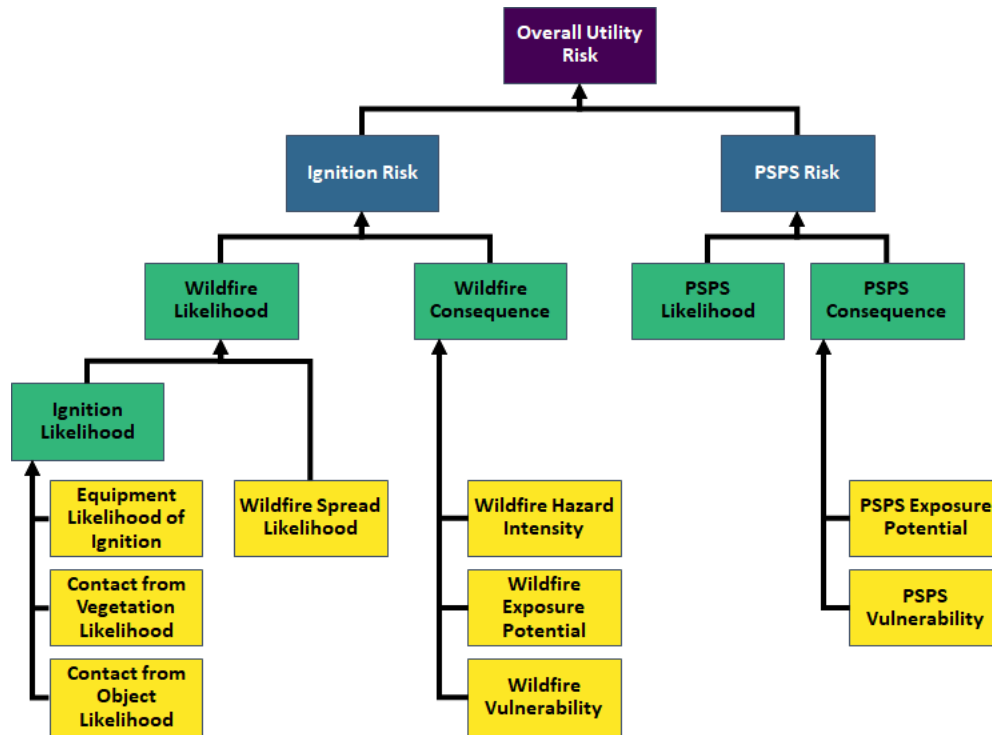 Overall Utility
Risk
Ignition Risk
PSPS Risk
Wildfire
Likelihood
Wildfire
Consequence
PSPS
Likelihood
PSPS
Consequence
Ignition
Likelihood
Equipment
Likelihood of
Ignition
Wildfire Spread
Likelihood
Wildfire Hazard
Intensity
PSPS Exposure
Potential
Contact from
Vegetation
Likelihood
Wildfire
Exposure
Potential
PSPS
Vulnerability
Contact from
Object
Likelihood
Wildfire
Vulnerability